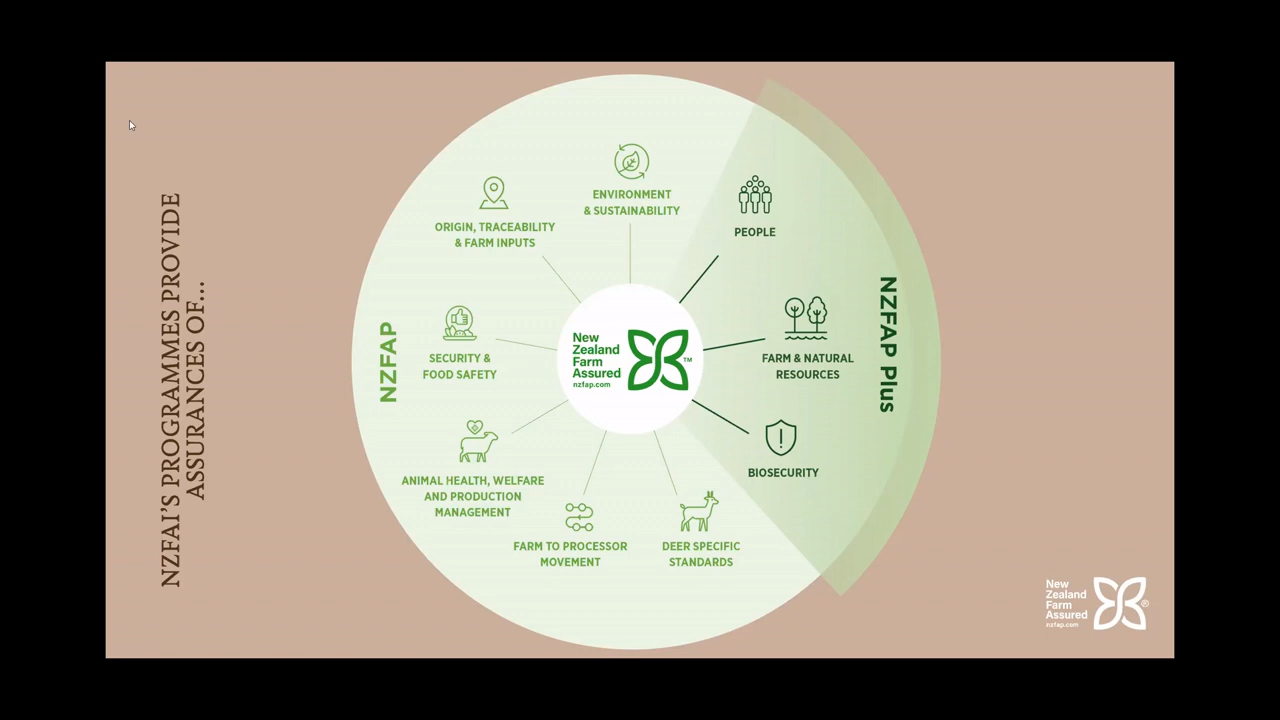 NZFAI'S PROGRAMMES PROVIDE
ASSURANCES OF...
NZFAP
ENVIRONMENT
& SUSTAINABILITY
ORIGIN, TRACEABILITY
& FARM INPUTS
SECURITY &
FOOD SAFETY
ANIMAL HEALTH, WELFARE
AND PRODUCTION
MANAGEMENT
FARM TO PROCESSOR
MOVEMENT
DEER SPECIFIC
STANDARDS
New
Zealand
Farm
Assured
nzfap.com
TM
PEOPLE
FARM & NATURAL
RESOURCES
BIOSECURITY
NZFAP Plus
New
Zealand
Farm
Assured
nzfap.com
®